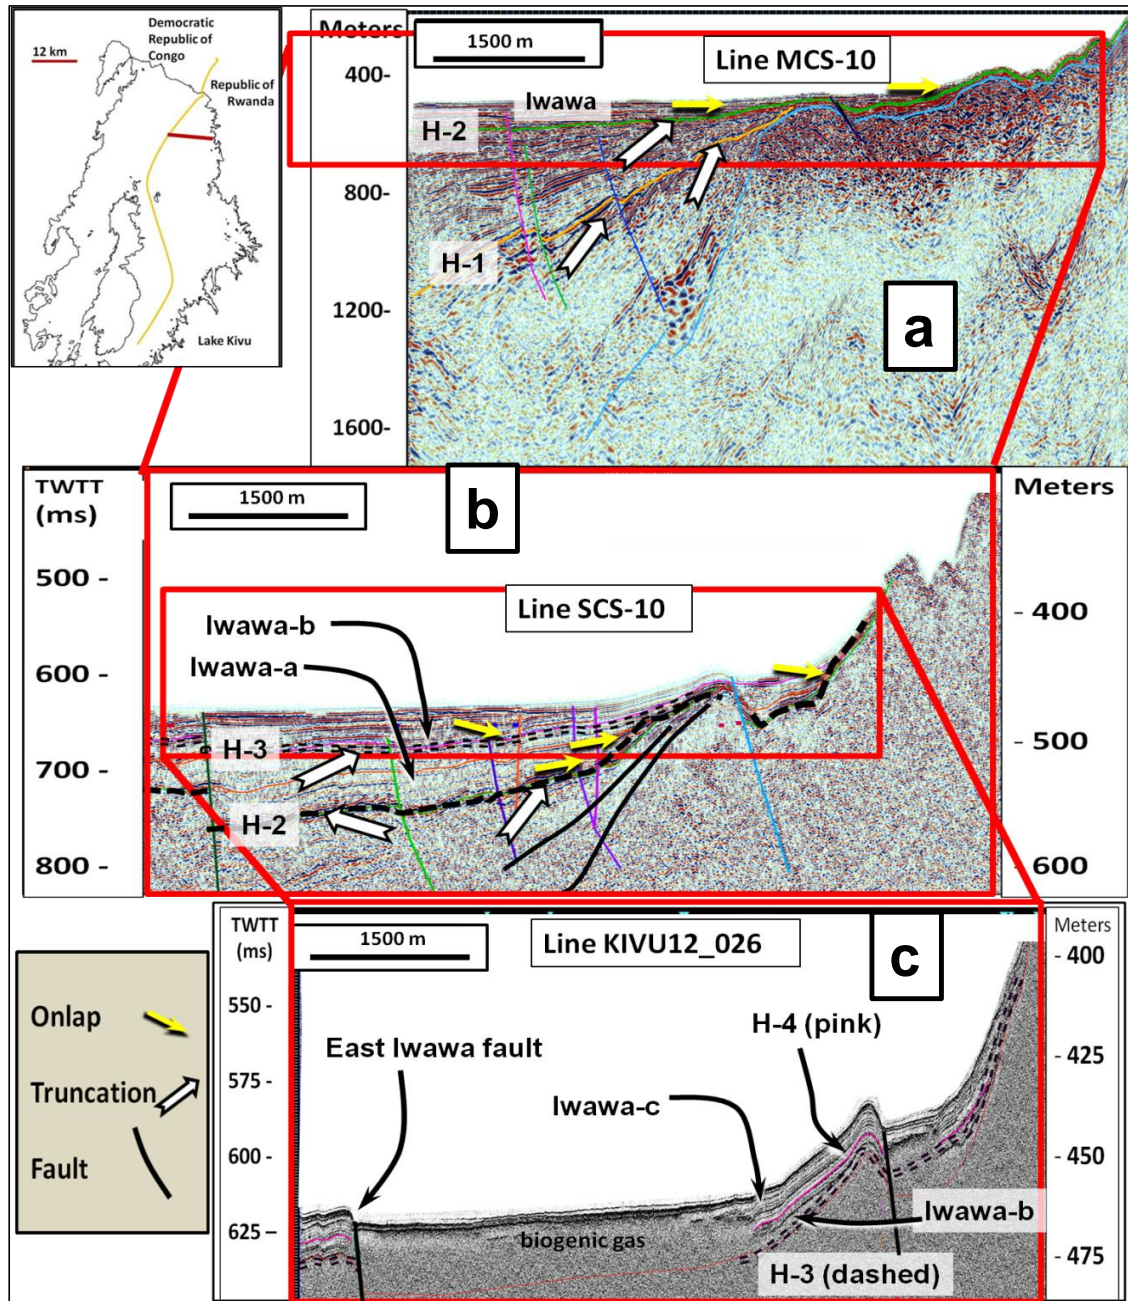 Democratic
Republic of
Congo
12 km
Republic of
Rwanda
Lake Kivu
Meters
1500 m
Line MCS-10
400-
Iwawa
H-2
800-
H-1
1200-
a
1600-
TWTT
(ms)
1500 m
b
Meters
500 -
Line SCS-10
- 400
Iwawa-b
Iwawa-a
600 -
H-3
- 500
700 -
H-2
800 -
- 600
TWTT
(ms)
1500 m
Line KIVU12_026
c
Meters
- 400
550-
H-4 (pink)
East Iwawa fault
- 425
575-
Iwawa-c
600 -
- 450
Iwawa-b
625 -
biogenic gas
H-3 (dashed)
- 475
Onlap
Truncation
Fault